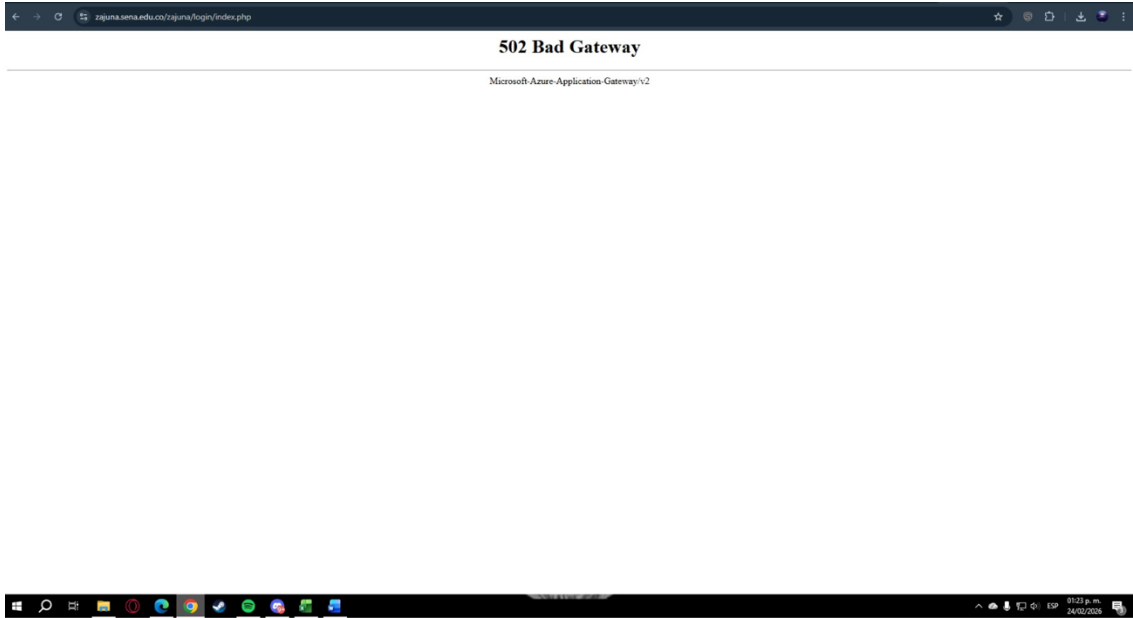 zajuna.sena.edu.co/zajuna/login/index.php
502 Bad Gateway
Microsoft-Azure-Application-Gateway/v2
ESP
01:23 p. m.
24/02/2026